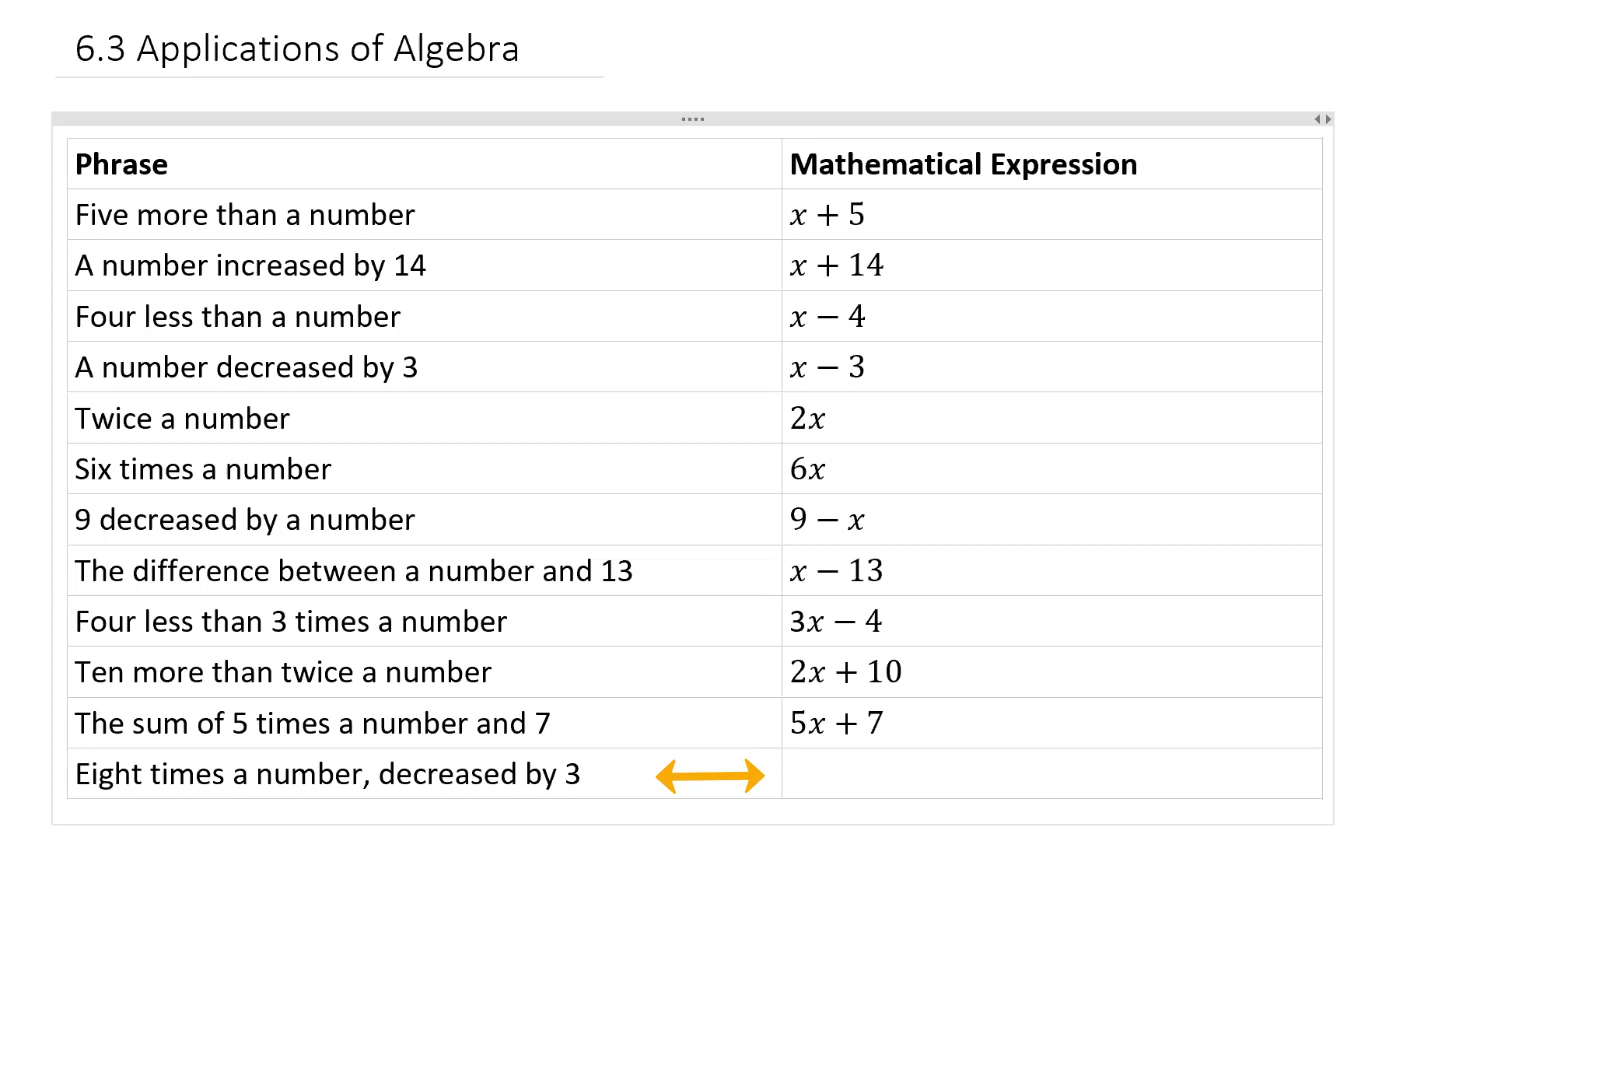 6.3 Applications of Algebra
Phrase Mathematical Expression
Five more than a number x + 5
A number increased by 14 x + 14
Four less than a number x − 4
A number decreased by 3 x − 3
Twice a number 2x
Six times a number 6x
9 decreased by a number 9 − x
The difference between a number and 13 x − 13
Four less than 3 times a number 3x − 4
Ten more than twice a number 2x + 10
The sum of 5 times a number and 7 5x + 7
Eight times a number, decreased by 3